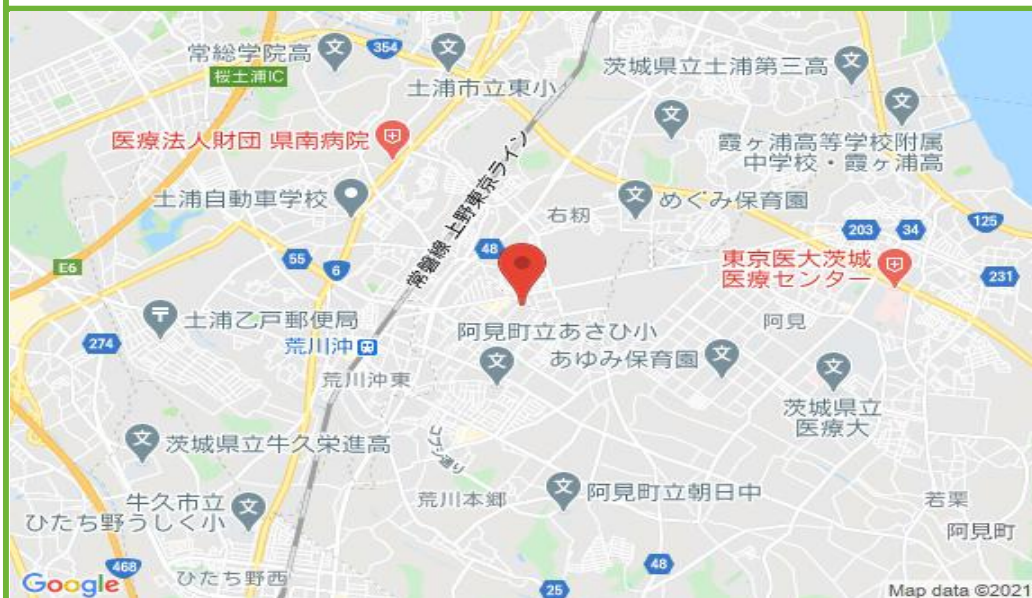 常総学院高
354
桜土浦IC
土浦市立東小
茨城県立土浦第三高
医療法人財団 県南病院
霞ヶ浦高等学校附属
中学校・霞ヶ浦高
土浦自動車学校
常磐線 上野東京ライン
めぐみ保育園
右籾
125
203
34
48
55
6
E6
東京医大茨城
医療センター
231
土浦乙戸郵便局
阿見町立あさひ小
阿見
274
荒川沖
あゆみ保育園
荒川沖東
茨城県立
医療大
茨城県立牛久栄進高
コブシ通り
荒川本郷
阿見町立朝日中
若栗
牛久市立
ひたち野うしく小
阿見町
468
ひたち野西
48
25
Google
Map data ©2021